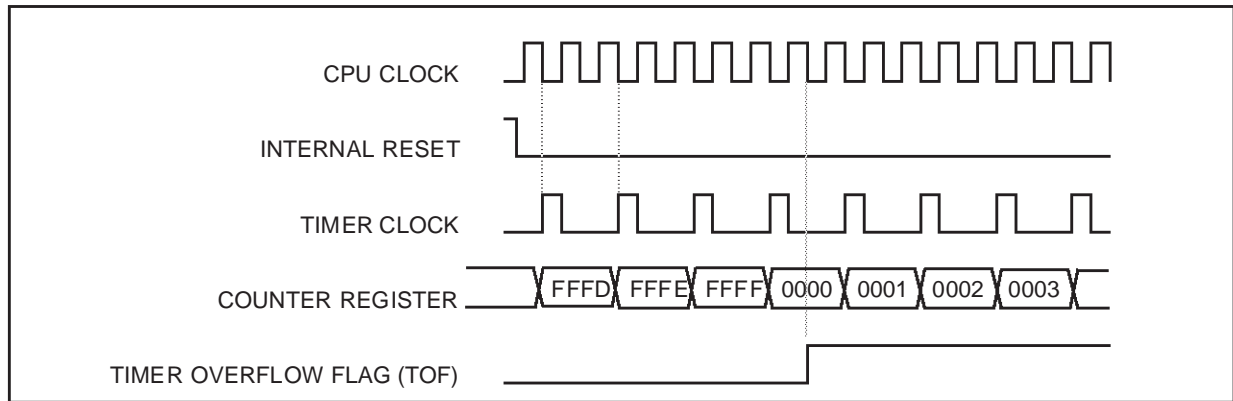 CPU CLOCK
INTERNAL RESET
TIMER CLOCK
COUNTER REGISTER
FFFD FFFE FFFF 0000 0001 0002 0003
TIMER OVERFLOW FLAG (TOF)